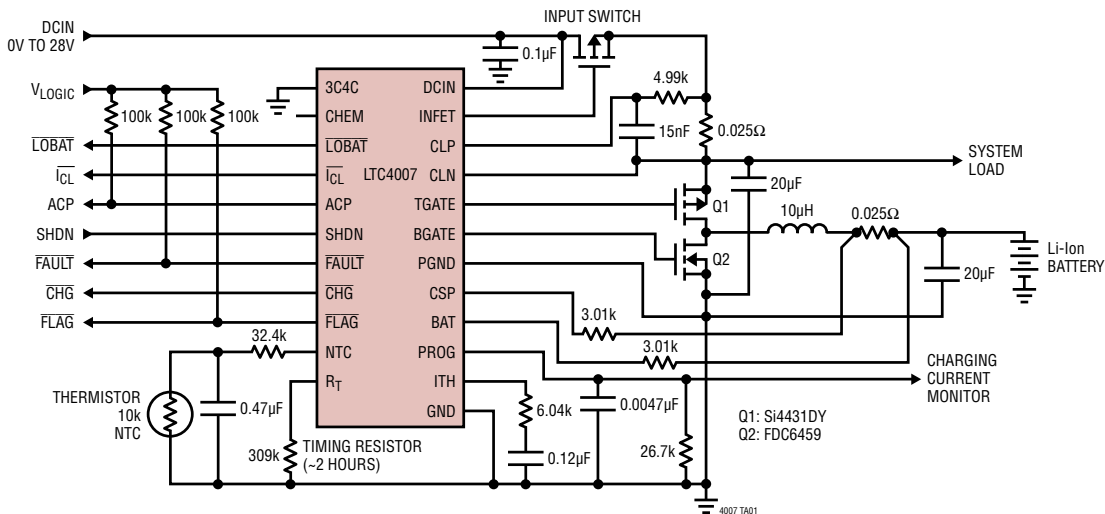 INPUT SWITCH
DCIN
0V TO 28V
0.1µF
VLOGIC
100k
100k
100k
4.99k
15nF
0.025Ω
3C4C
CHEM
LOBAT
ICL
ACP
SHDN
FAULT
CHG
FLAG
NTC
RT
LTC4007
DCIN
INFET
CLP
CLN
TGATE
BGATE
PGND
CSP
BAT
PROG
ITH
GND
LOBAT
ICL
ACP
SHDN
FAULT
CHG
FLAG
SYSTEM
LOAD
20µF
Q1
10µH
0.025Ω
Q2
Li-Ion
BATTERY
20µF
3.01k
3.01k
CHARGING
CURRENT
MONITOR
32.4k
THERMISTOR
10k
NTC
0.47µF
309k
TIMING RESISTOR
(~2 HOURS)
6.04k
0.12µF
0.0047µF
26.7k
Q1: Si4431DY
Q2: FDC6459
4007 TA01